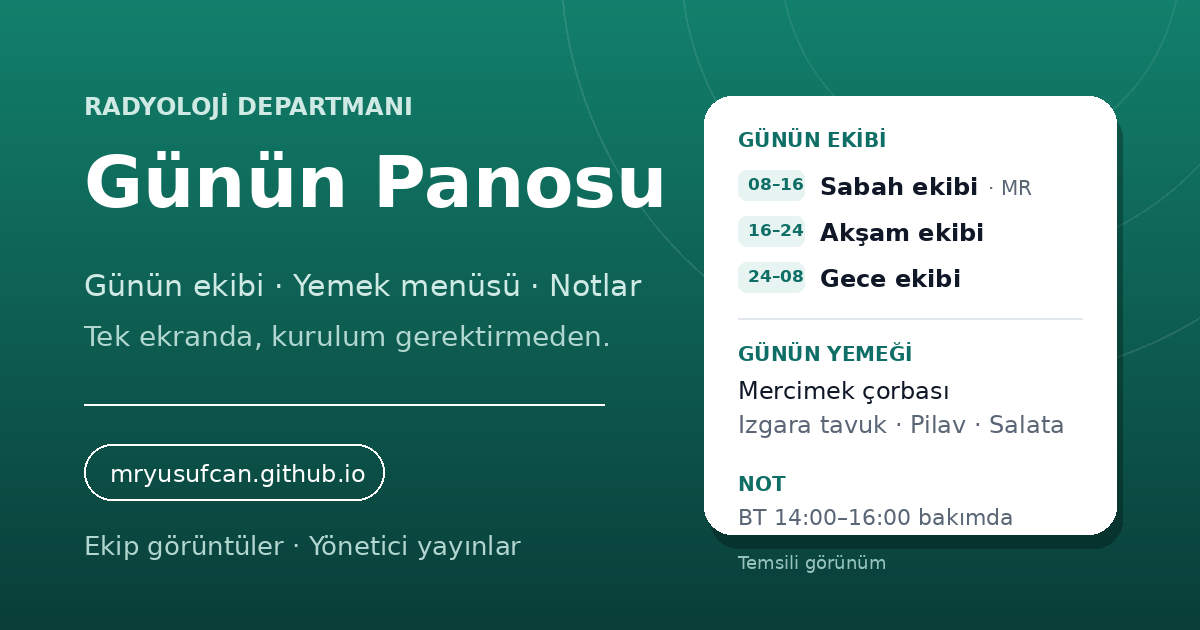 RADYOLOJİ DEPARTMANI
Günün Panosu
Günün ekibi · Yemek menüsü · Notlar
Tek ekranda, kurulum gerektirmeden.
mryusufcan.github.io
Ekip görüntüler · Yönetici yayınlar
GÜNÜN EKİBİ
08–16 Sabah ekibi · MR
16–24 Akşam ekibi
24–08 Gece ekibi
GÜNÜN YEMEĞİ
Mercimek çorbası
Izgara tavuk · Pilav · Salata
NOT
BT 14:00–16:00 bakımda
Temsili görünüm